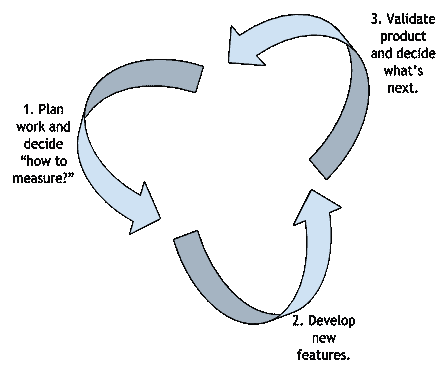 1. Plan
work and
decide
“how to
measure?”
2. Develop
new
features.
3. Validate
product
and decide
what’s
next.